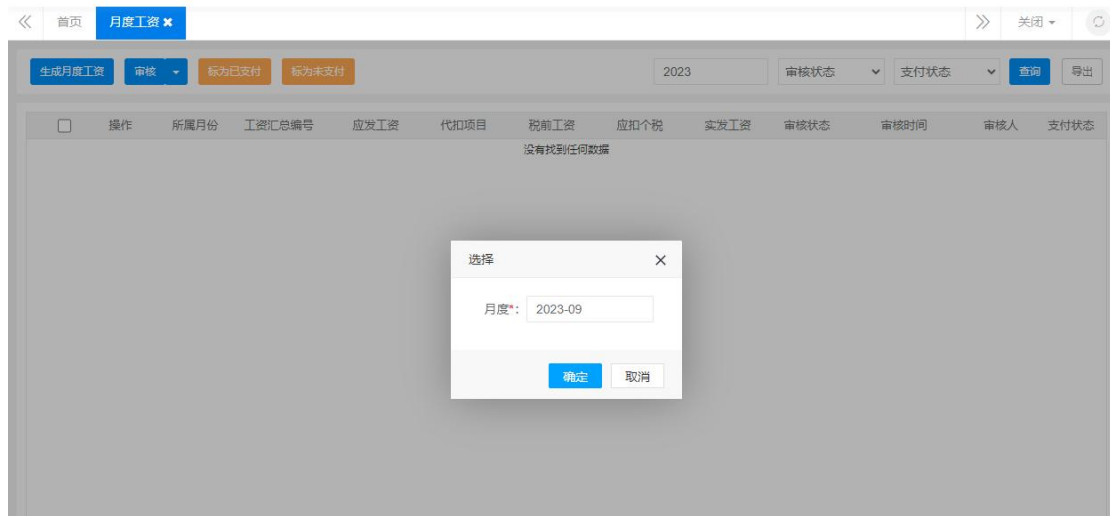 首页 月度工资 关闭
生成月度工资 审核 标为已支付 标为未支付 2023 审核状态 支付状态 查询 导出
操作 所属月份 工资汇总编号 应发工资 代扣项目 税前工资 应扣个税 实发工资 审核状态 审核时间 审核人 支付状态
没有找到任何数据
选择
月度*: 2023-09
确定 取消